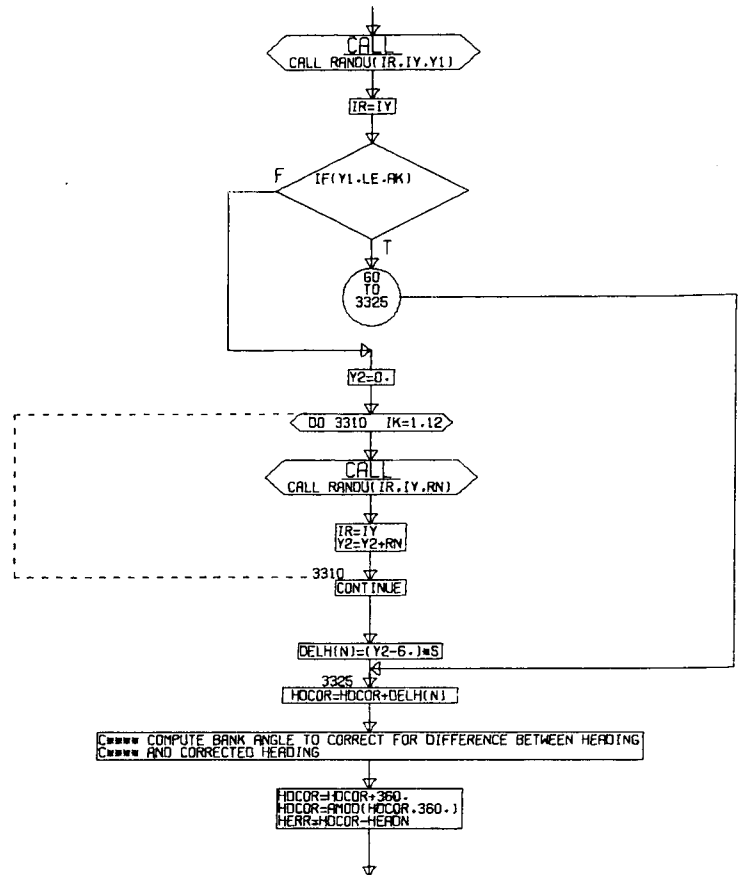 CALL
CALL RANDU(IR,IY,Y1)
IR=IY
F
IF(Y1.LE.AK)
T
GO
TO
3325
Y2=0.
DO 3310 IK=1,12
CALL
CALL RANDU(IR,IY,RN)
IR=IY
Y2=Y2+RN
3310
CONTINUE
DELH(N)=(Y2-6.)*S
3325
HDCOR=HDCOR+DELH(N)
C**** COMPUTE BANK ANGLE TO CORRECT FOR DIFFERENCE BETWEEN HEADING
C**** AND CORRECTED HEADING
HDCOR=HDCOR+360.
HDCOR=AMOD(HDCOR,360.)
HERR=HDCOR-HEADN